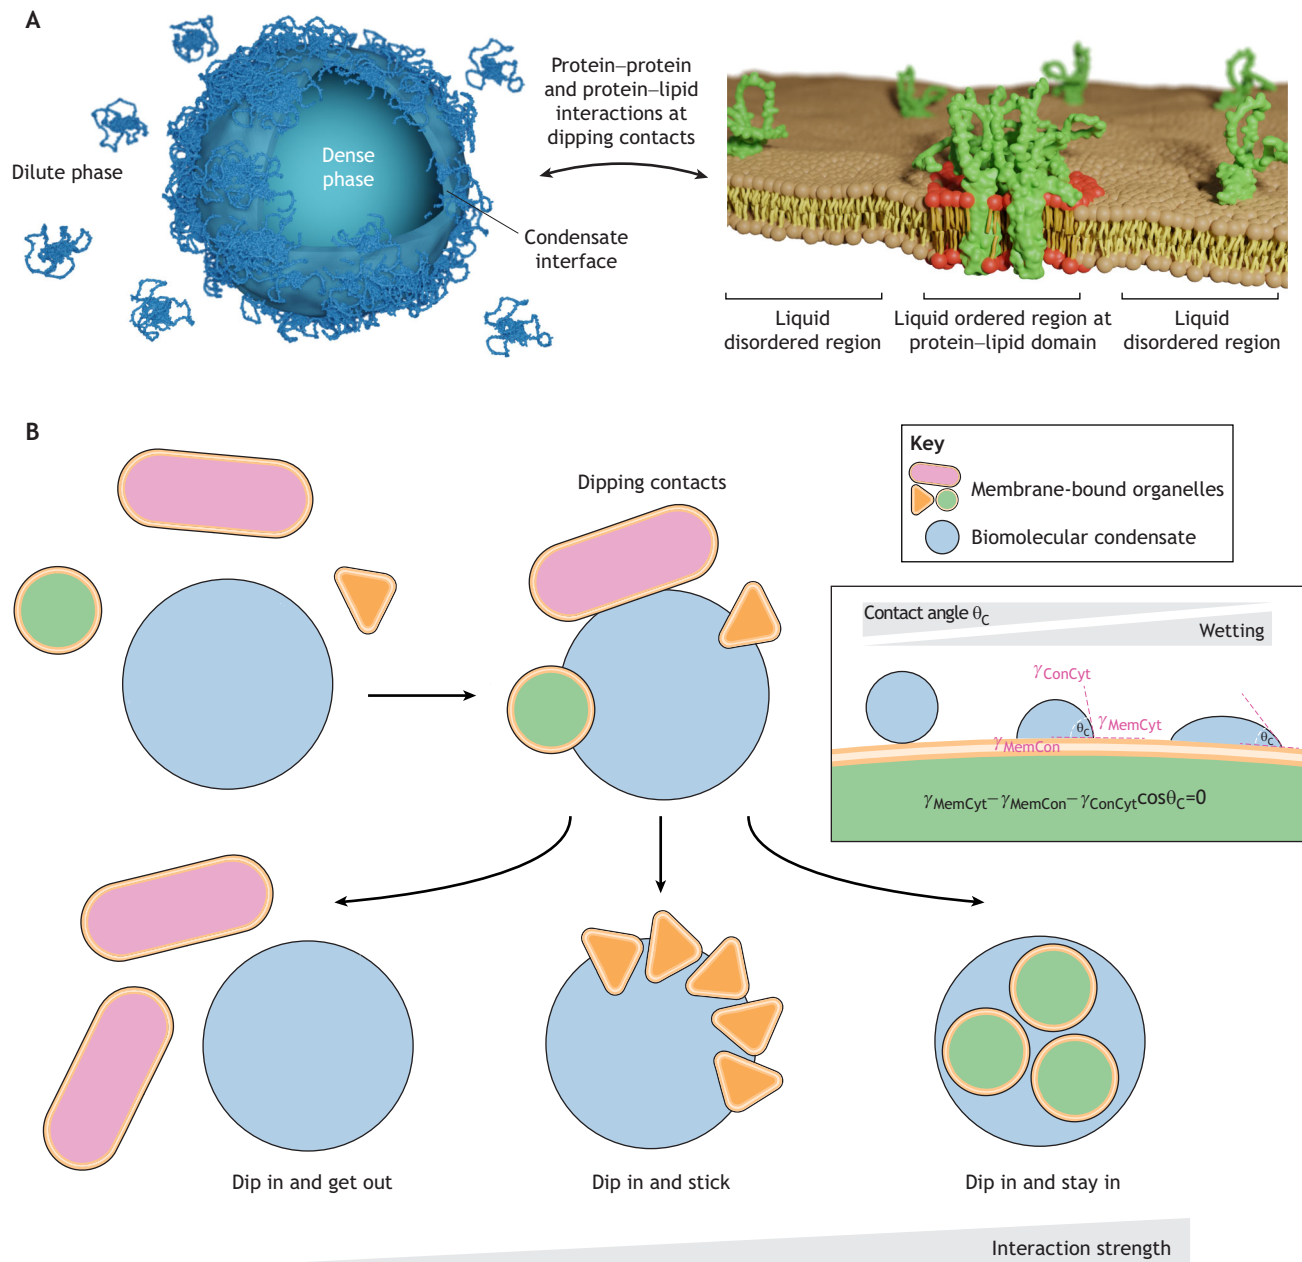 A
Protein–protein
and protein–lipid
interactions at
dipping contacts
Dilute phase
Dense
phase
Condensate
interface
Liquid
disordered region
Liquid ordered region at
protein–lipid domain
Liquid
disordered region
B
Dipping contacts
Key
Membrane-bound organelles
Biomolecular condensate
Contact angle θC
Wetting
γConCyt
γMemCyt
θC
γMemCon
θC
γMemCyt–γMemCon–γConCytcosθC=0
Dip in and get out
Dip in and stick
Dip in and stay in
Interaction strength